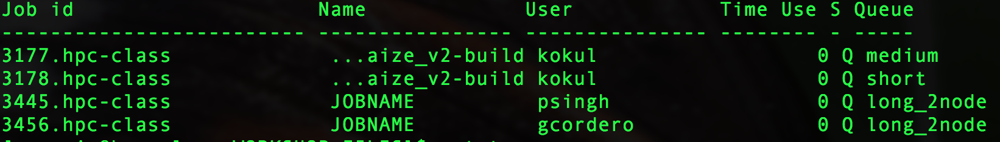 Job id Name User Time Use S Queue
------------------------- ---------------- --------------- -------- - -----
3177.hpc-class ...aize_v2-build kokul 0 Q medium
3178.hpc-class ...aize_v2-build kokul 0 Q short
3445.hpc-class JOBNAME psingh 0 Q long_2node
3456.hpc-class JOBNAME gcordero 0 Q long_2node